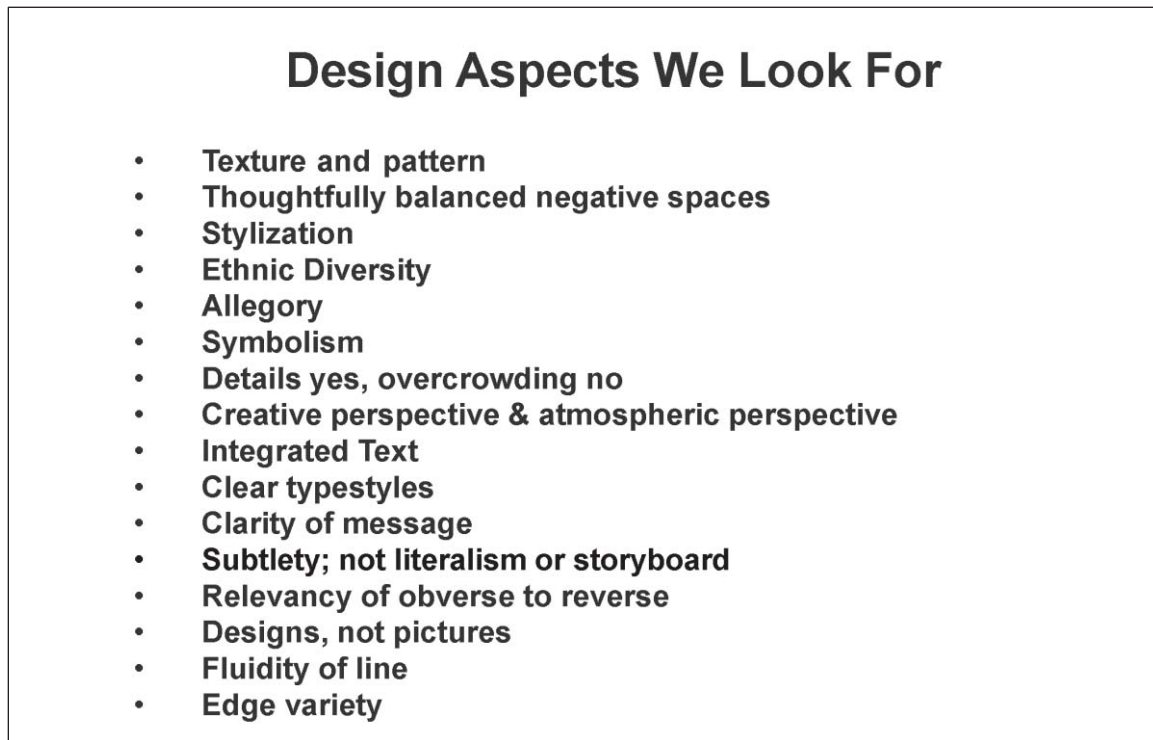 Design Aspects We Look For
• Texture and pattern
• Thoughtfully balanced negative spaces
• Stylization
• Ethnic Diversity
• Allegory
• Symbolism
• Details yes, overcrowding no
• Creative perspective & atmospheric perspective
• Integrated Text
• Clear typestyles
• Clarity of message
• Subtlety; not literalism or storyboard
• Relevancy of obverse to reverse
• Designs, not pictures
• Fluidity of line
• Edge variety